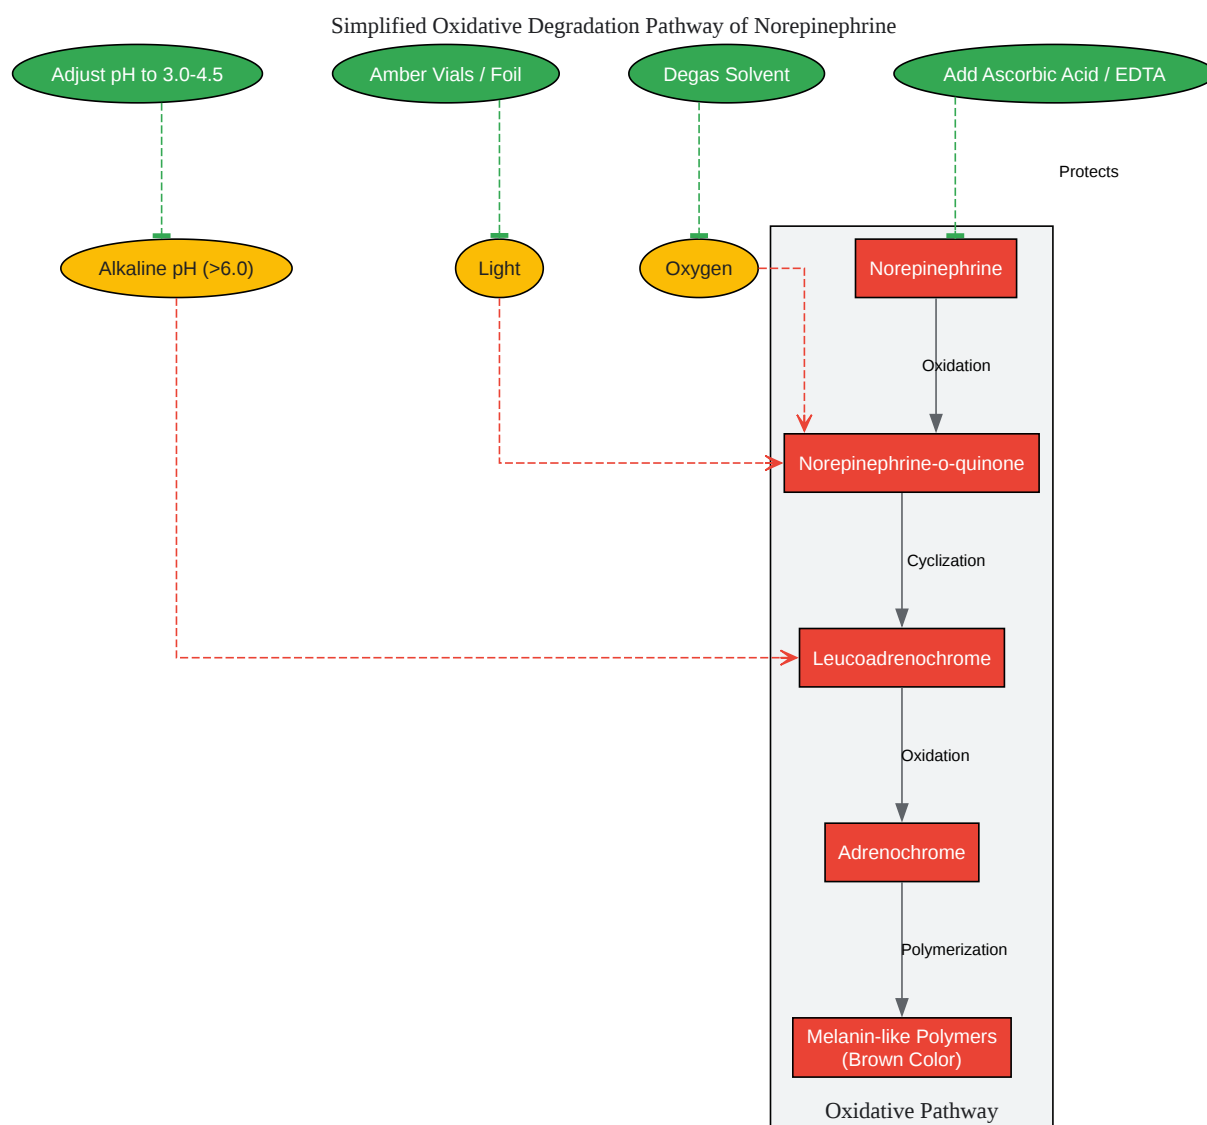 Simplified Oxidative Degradation Pathway of Norepinephrine
Adjust pH to 3.0-4.5
Amber Vials / Foil
Degas Solvent
Add Ascorbic Acid / EDTA
Protects
Alkaline pH (>6.0)
Light
Oxygen
Norepinephrine
Oxidation
Norepinephrine-o-quinone
Cyclization
Leucoadrenochrome
Oxidation
Adrenochrome
Polymerization
Melanin-like Polymers
(Brown Color)
Oxidative Pathway